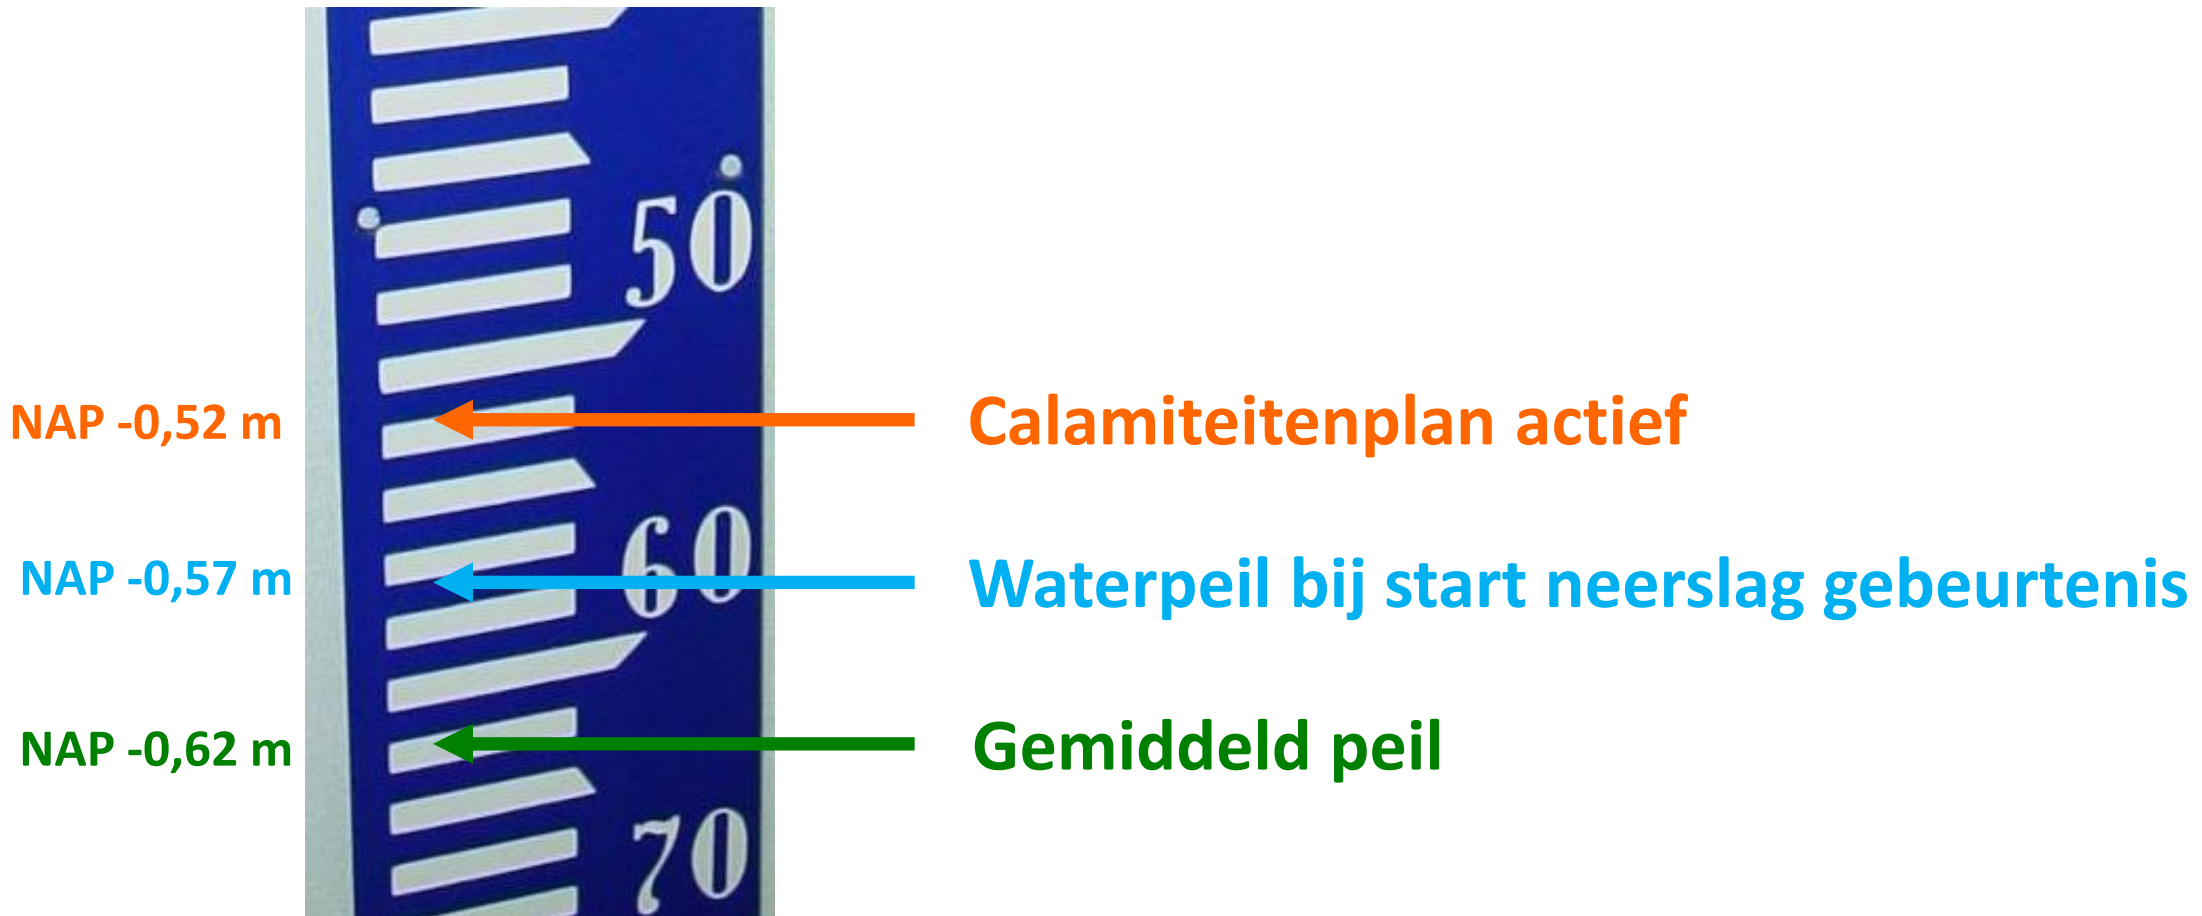 50
NAP -0,52 m
Calamiteitenplan actief
60
NAP -0,57 m
Waterpeil bij start neerslag gebeurtenis
NAP -0,62 m
Gemiddeld peil
70